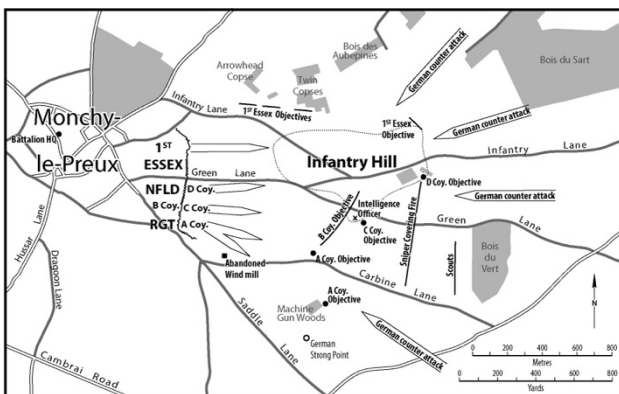 Bois des
Aubepines
Bois du Sart
Arrowhead
Copse
Twin
Copses
German counter attack
Monchy-
le-Preux
Battalion HQ
Infantry Lane
1st Essex Objectives
1st Essex
Objective
German counter attack
1ST
ESSEX
Infantry Hill
Infantry Lane
Green Lane
NFLD
RGT
D Coy.
B Coy.
C Coy.
A Coy.
D Coy. Objective
German counter attack
B Coy. Objective
Intelligence
Officer
C Coy.
Objective
Sniper Covering Fire
Green Lane
Scouts
Bois
du
Vert
Hussar Lane
Dragoon Lane
Abandoned
Wind mill
A Coy. Objective
Carbine Lane
A Coy.
Objective
Machine
Gun Woods
Saddle Lane
German
Strong Point
German counter attack
N
Cambrai Road
0 200 400 600 800
Metres
0 200 400 600 800
Yards